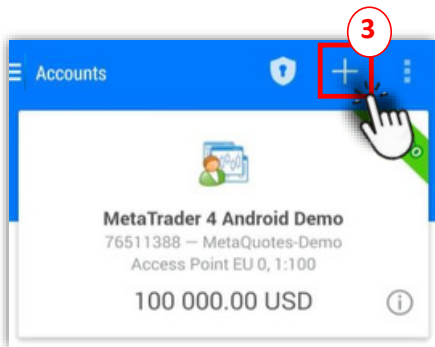 3
Accounts
MetaTrader 4 Android Demo
76511388 — MetaQuotes-Demo
Access Point EU 0, 1:100
100 000.00 USD